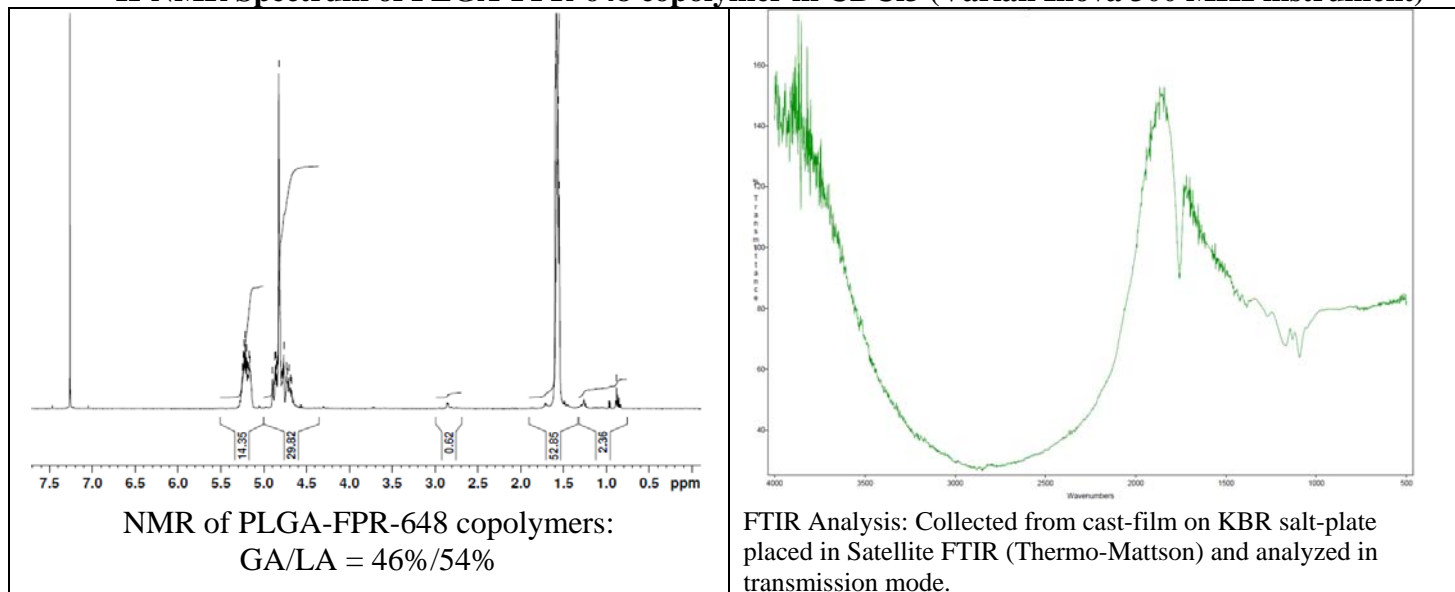 7.5 7.0 6.5 6.0 5.5 5.0 4.5 4.0 3.5 3.0 2.5 2.0 1.5 1.0 0.5 ppm
14.35
29.82
0.62
52.85
2.36
NMR of PLGA-FPR-648 copolymers:
GA/LA = 46%/54%
160
140
120
100
80
60
40
Transmittance
4000 3500 3000 2500 2000 1500 1000 500
Wavenumbers
FTIR Analysis: Collected from cast-film on KBR salt-plate
placed in Satellite FTIR (Thermo-Mattson) and analyzed in
transmission mode.